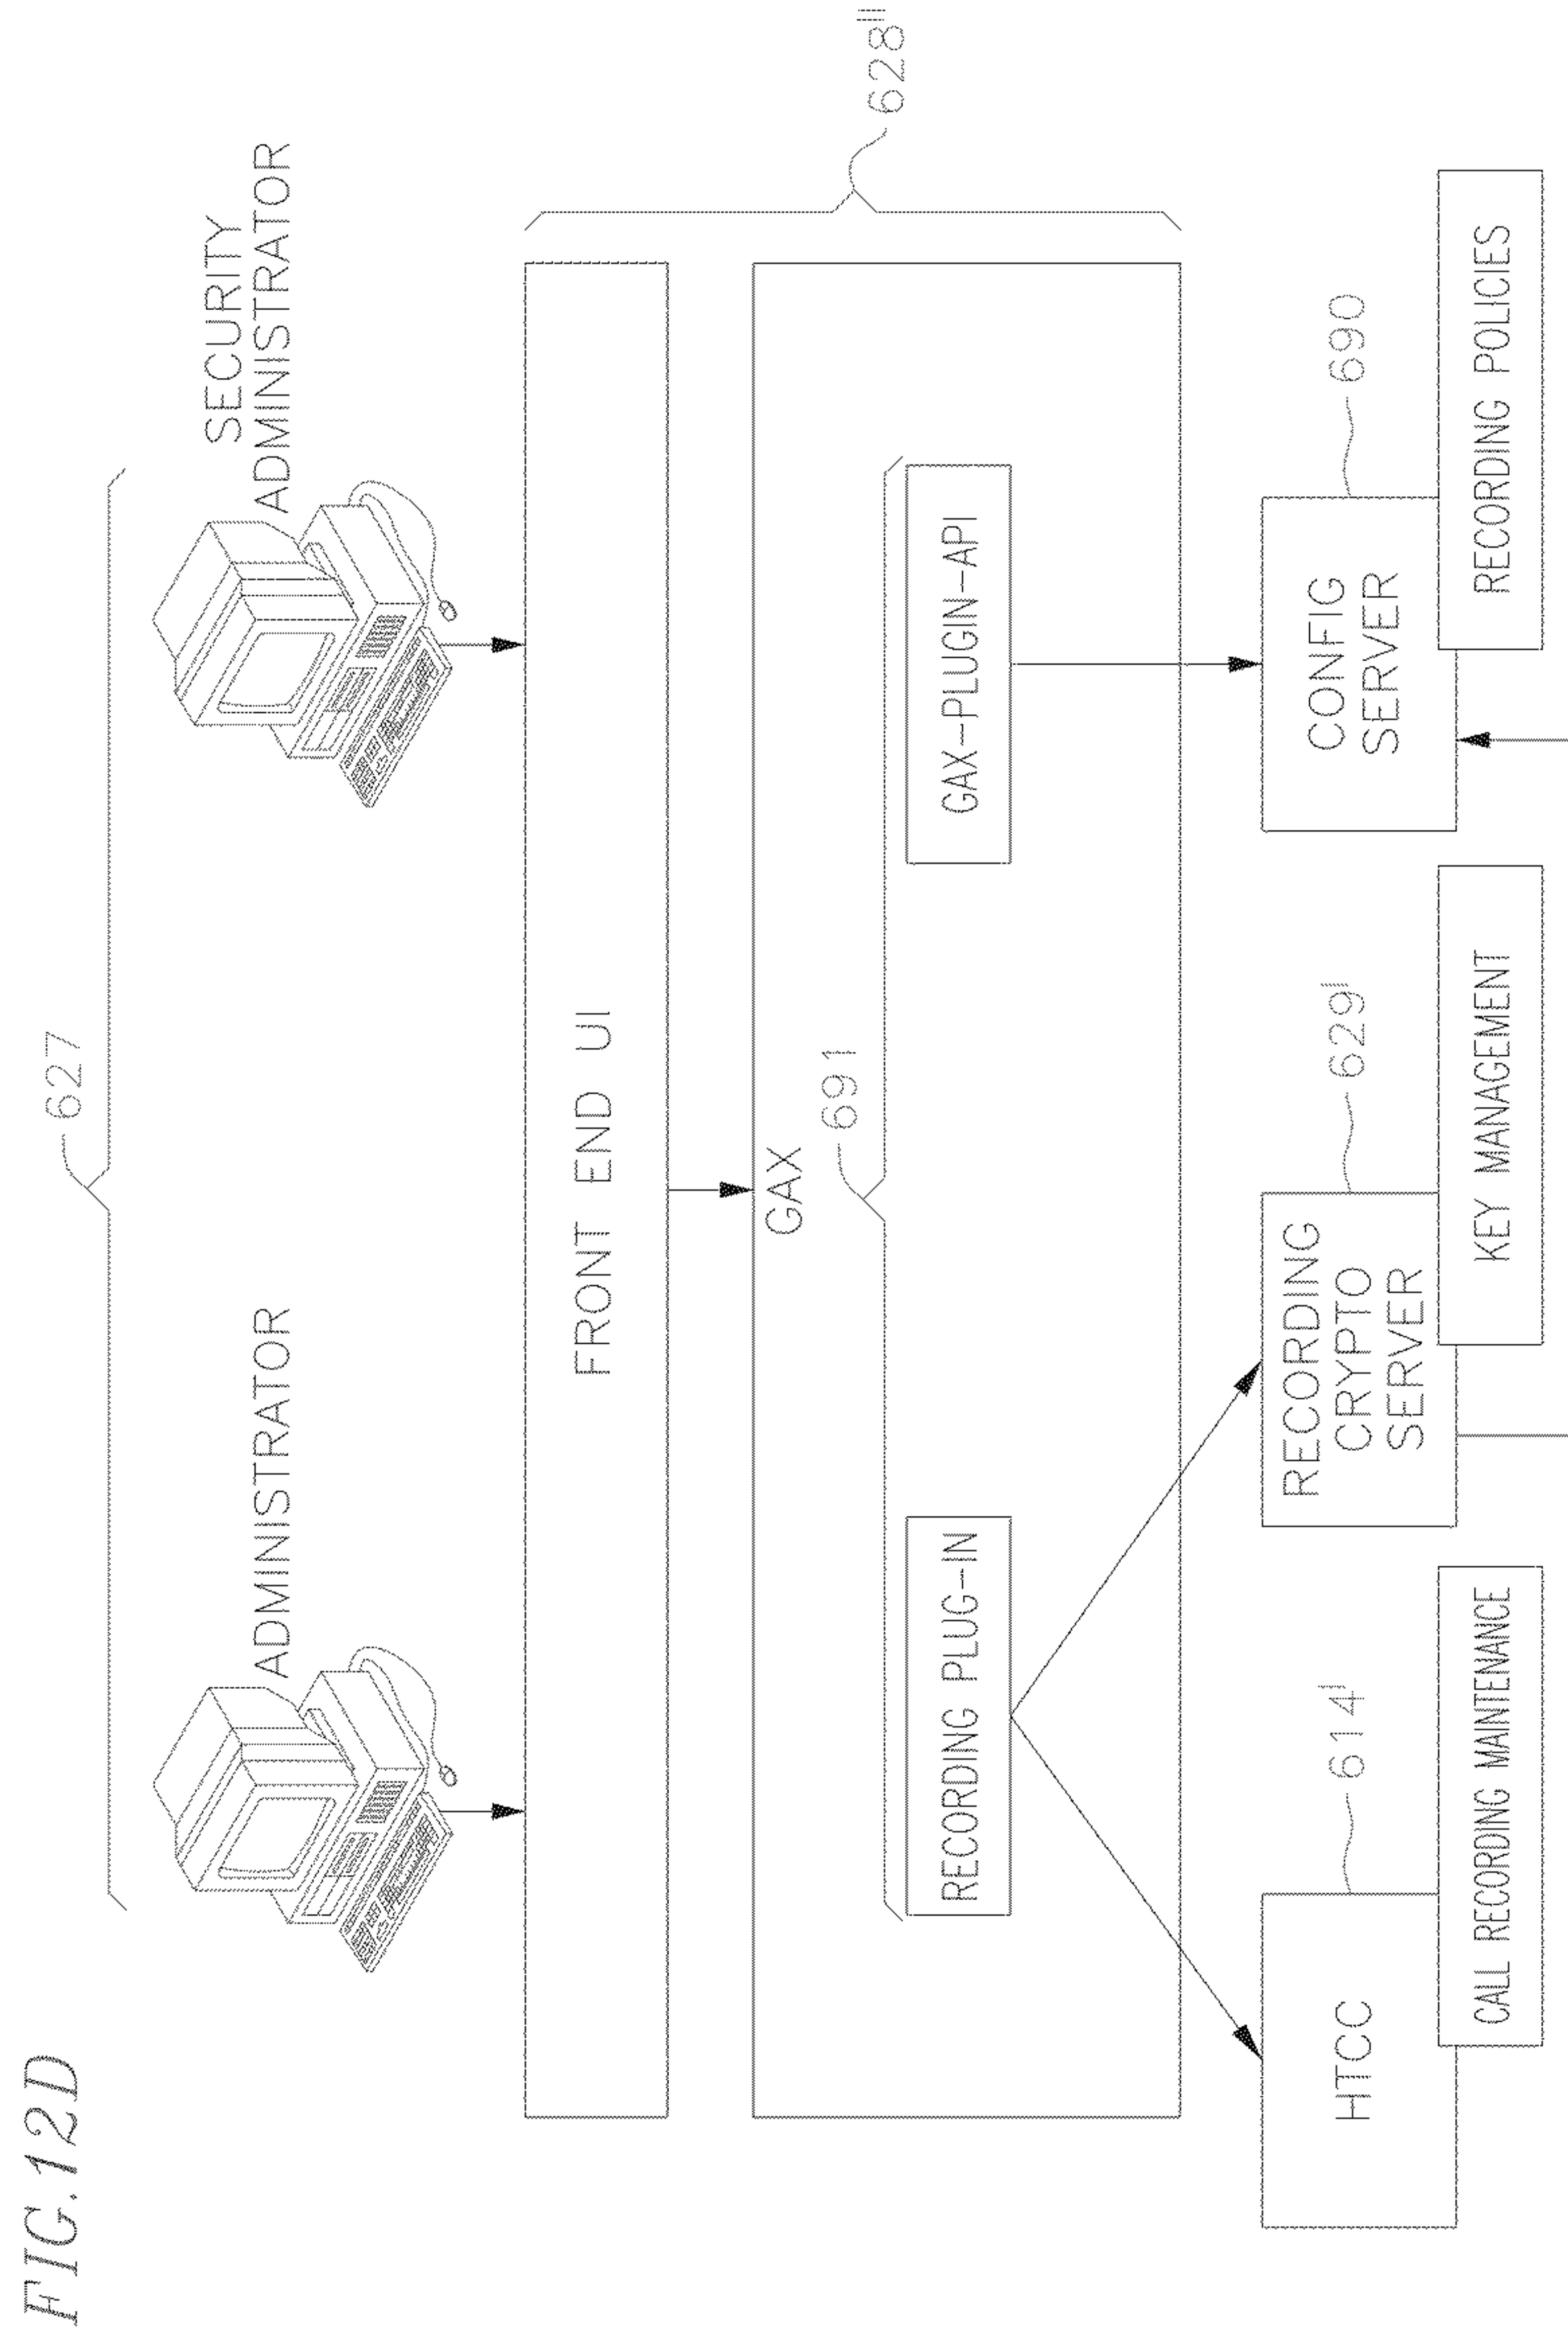 FIG.12D
627
ADMINISTRATOR
SECURITY
ADMINISTRATOR
FRONT END UI
628'''
GAX
691
RECORDING PLUG-IN
GAX-PLUGIN-API
614'
HTCC
CALL RECORDING MAINTENANCE
629'
RECORDING
CRYPTO
SERVER
KEY MANAGEMENT
690
CONFIG
SERVER
RECORDING POLICIES